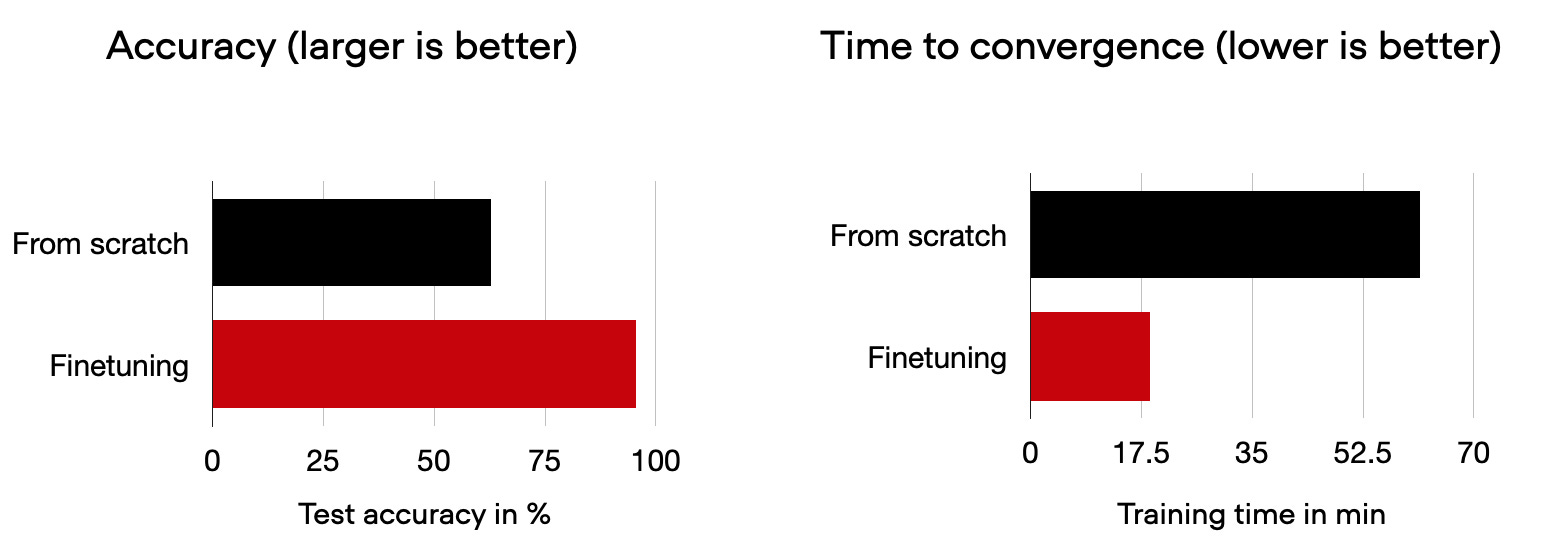 Accuracy (larger is better)
From scratch
Finetuning
0 25 50 75 100
Test accuracy in %
Time to convergence (lower is better)
From scratch
Finetuning
0 17.5 35 52.5 70
Training time in min